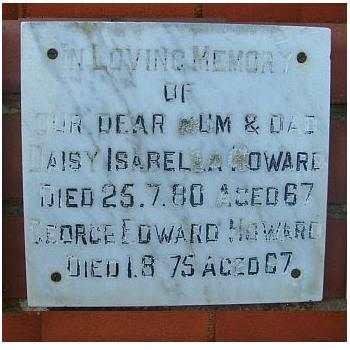 IN LOVING MEMORY
OF
OUR DEAR MUM & DAD
DAISY ISABELLA HOWARD
DIED 25.7.80 AGED 67
GEORGE EDWARD HOWARD
DIED 1.8 75 AGED 67